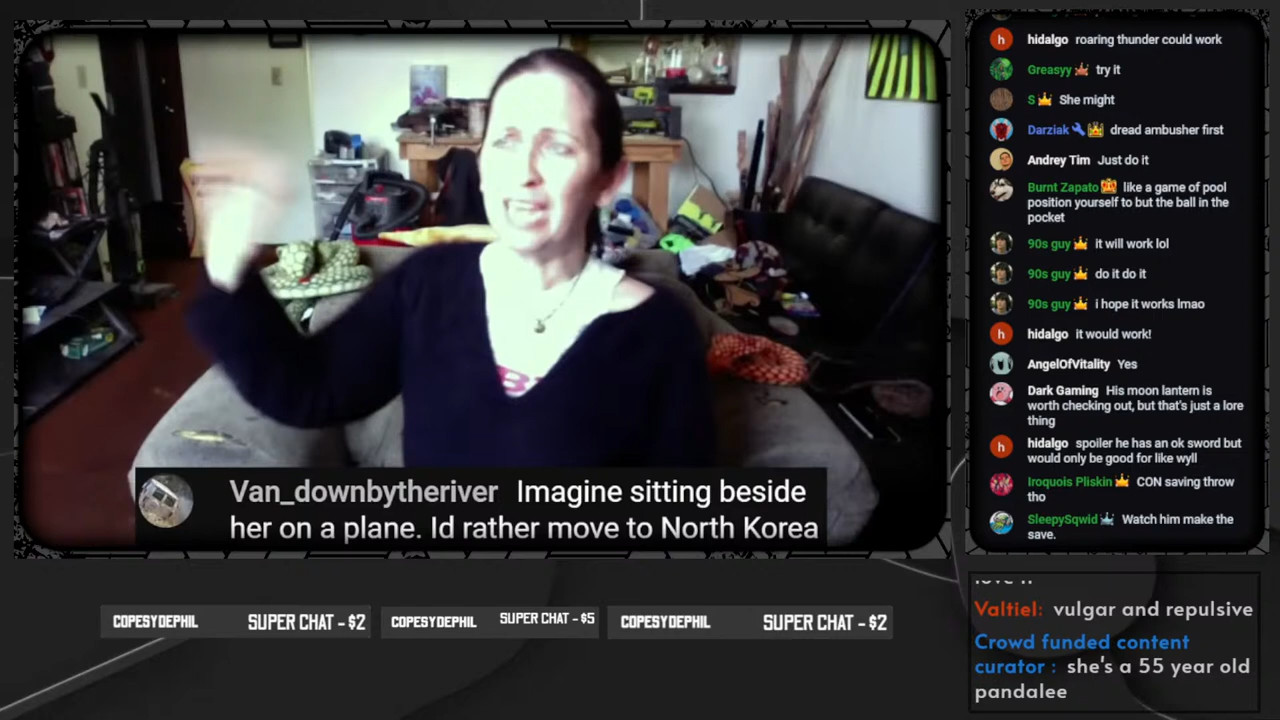 hidalgo roaring thunder could work
Greasyy try it
S She might
Darziak dread ambusher first
Andrey Tim Just do it
Burnt Zapato like a game of pool
position yourself to but the ball in the
pocket
90s guy it will work lol
90s guy do it do it
90s guy i hope it works lmao
hidalgo it would work!
AngelOfVitality Yes
Dark Gaming His moon lantern is
worth checking out, but that's just a lore
thing
hidalgo spoiler he has an ok sword but
would only be good for like wyll
Iroquois Pliskin CON saving throw
tho
SleepySqwid Watch him make the
save.
Van_downbytheriver Imagine sitting beside
her on a plane. Id rather move to North Korea
COPESYDEPHIL SUPER CHAT - $2
COPESYDEPHIL SUPER CHAT - $5
COPESYDEPHIL SUPER CHAT - $2
Valtiel: vulgar and repulsive
Crowd funded content
curator : she's a 55 year old
pandalee